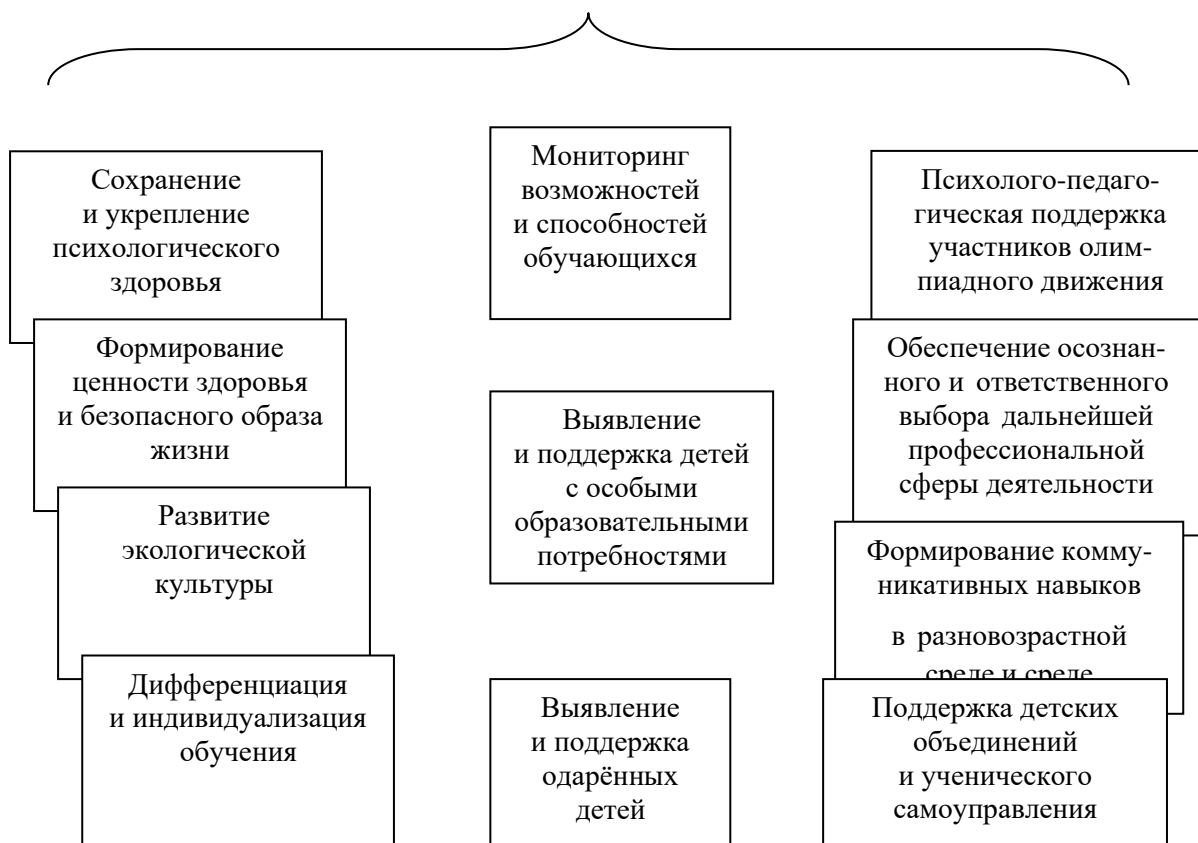 Сохранение
и укрепление
психологического
здоровья
Формирование
ценности здоровья
и безопасного образа
жизни
Развитие
экологической
культуры
Дифференциация
и индивидуализация
обучения
Мониторинг
возможностей
и способностей
обучающихся
Выявление
и поддержка детей
с особыми
образовательными
потребностями
Выявление
и поддержка
одарённых
детей
Психолого-педаго-
гическая поддержка
участников олим-
пиадного движения
Обеспечение осознан-
ного и ответственного
выбора дальнейшей
профессиональной
сферы деятельности
Формирование комму-
никативных навыков
в разновозрастной
среде и среде
Поддержка детских
объединений
и ученического
самоуправления